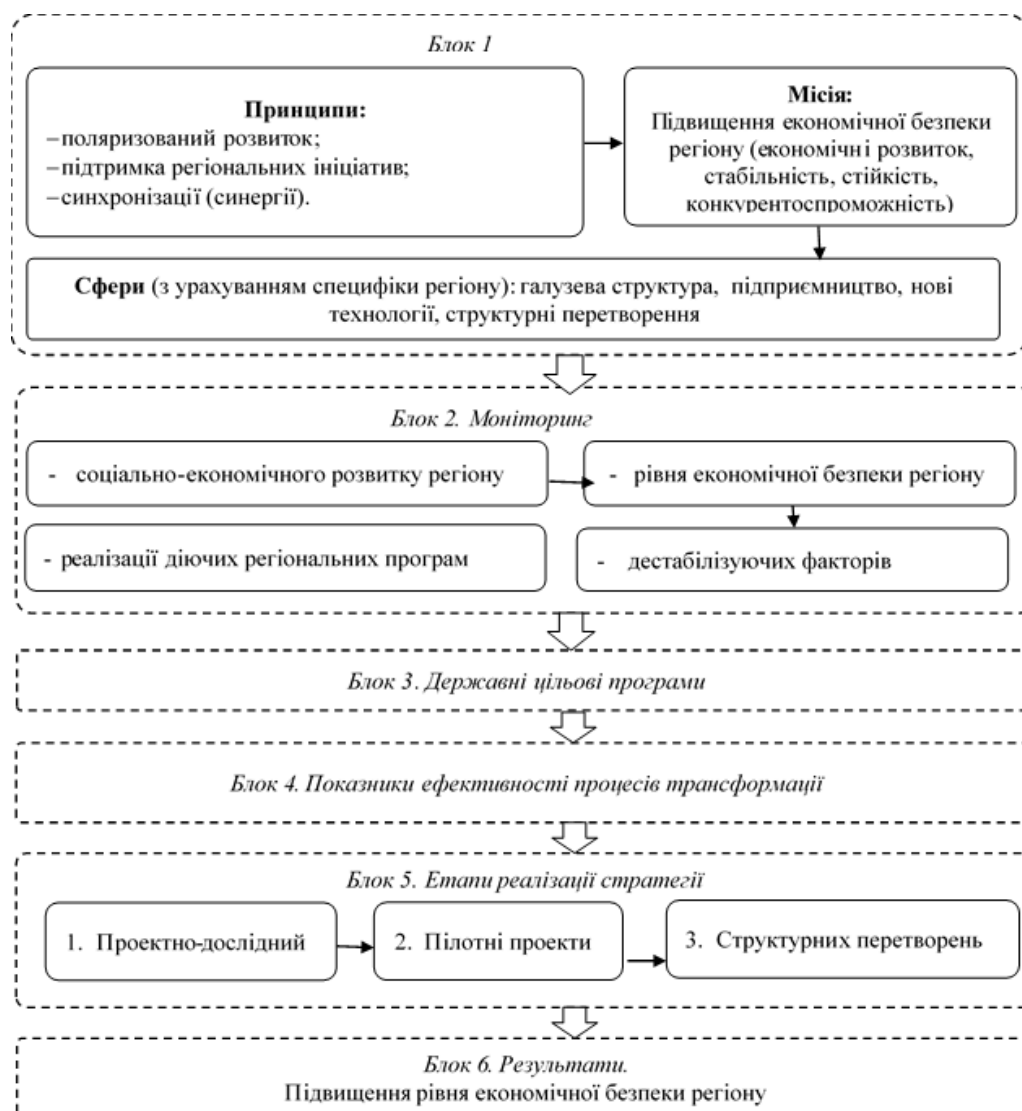 Блок 1
Принципи:
–поляризований розвиток;
–підтримка регіональних ініціатив;
–синхронізації (синергії).
Місія:
Підвищення економічної безпеки
регіону (економічні розвиток,
стабільність, стійкість,
конкурентоспроможність)
Сфери (з урахуванням специфіки регіону): галузева структура, підприємництво, нові
технології, структурні перетворення
Блок 2. Моніторинг
- соціально-економічного розвитку регіону
- рівня економічної безпеки регіону
- реалізації діючих регіональних програм
- дестабілізуючих факторів
Блок 3. Державні цільові програми
Блок 4. Показники ефективності процесів трансформації
Блок 5. Етапи реалізації стратегії
1. Проектно-дослідний
2. Пілотні проекти
3. Структурних перетворень
Блок 6. Результати.
Підвищення рівня економічної безпеки регіону